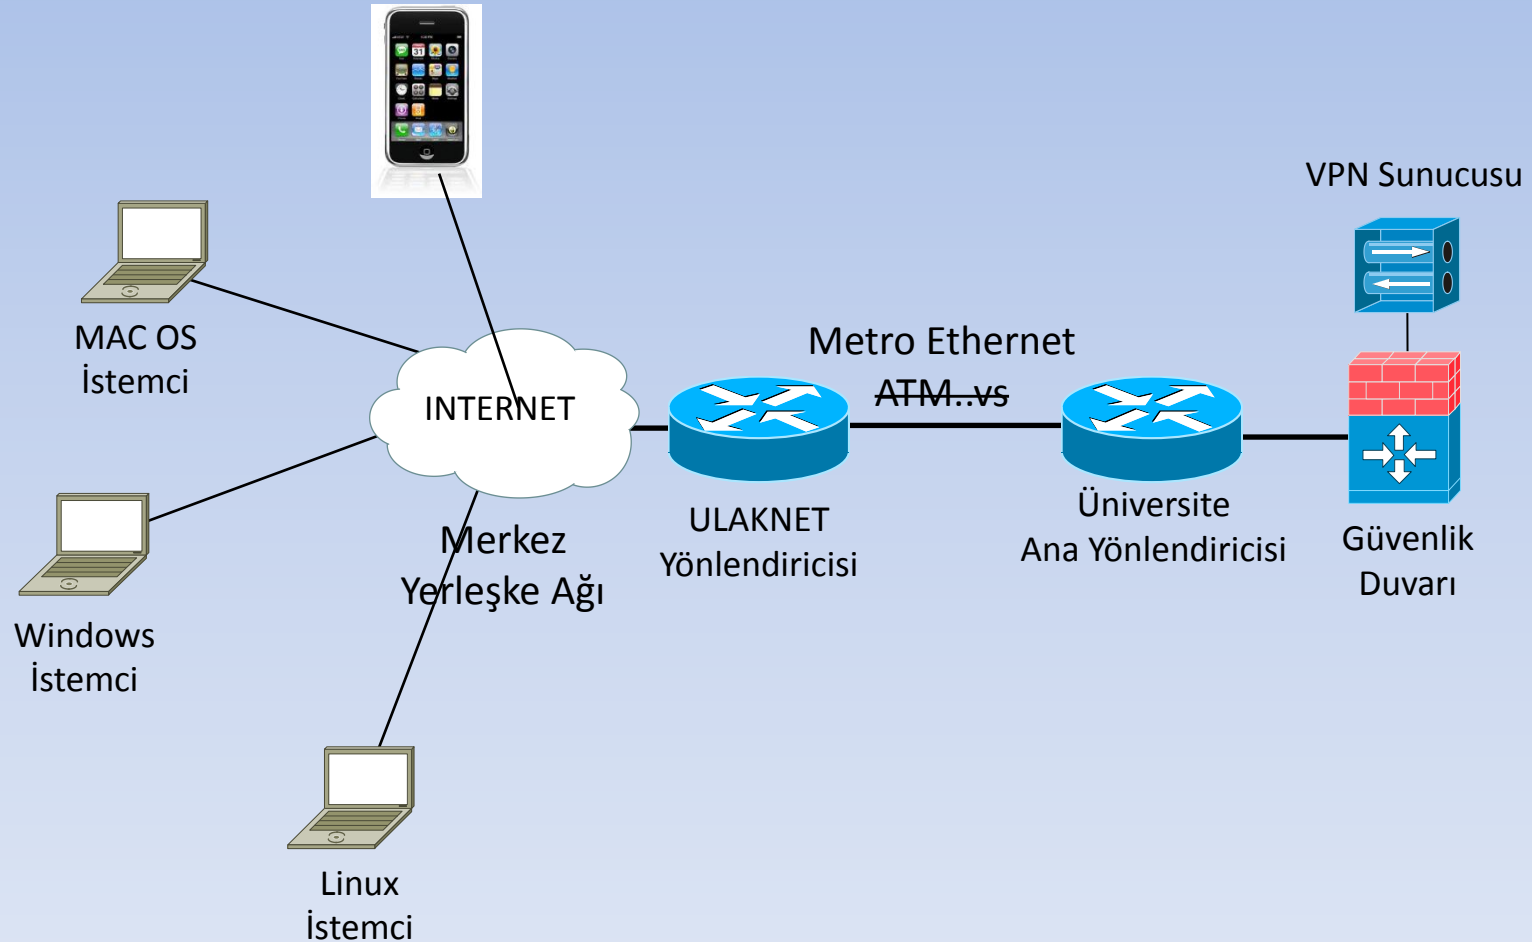 VPN Sunucusu
MAC OS
İstemci
INTERNET
Metro Ethernet
ATM..vs
Merkez
Yerleşke Ağı
ULAKNET
Yönlendiricisi
Üniversite
Ana Yönlendiricisi
Güvenlik
Duvarı
Windows
İstemci
Linux
İstemci
31